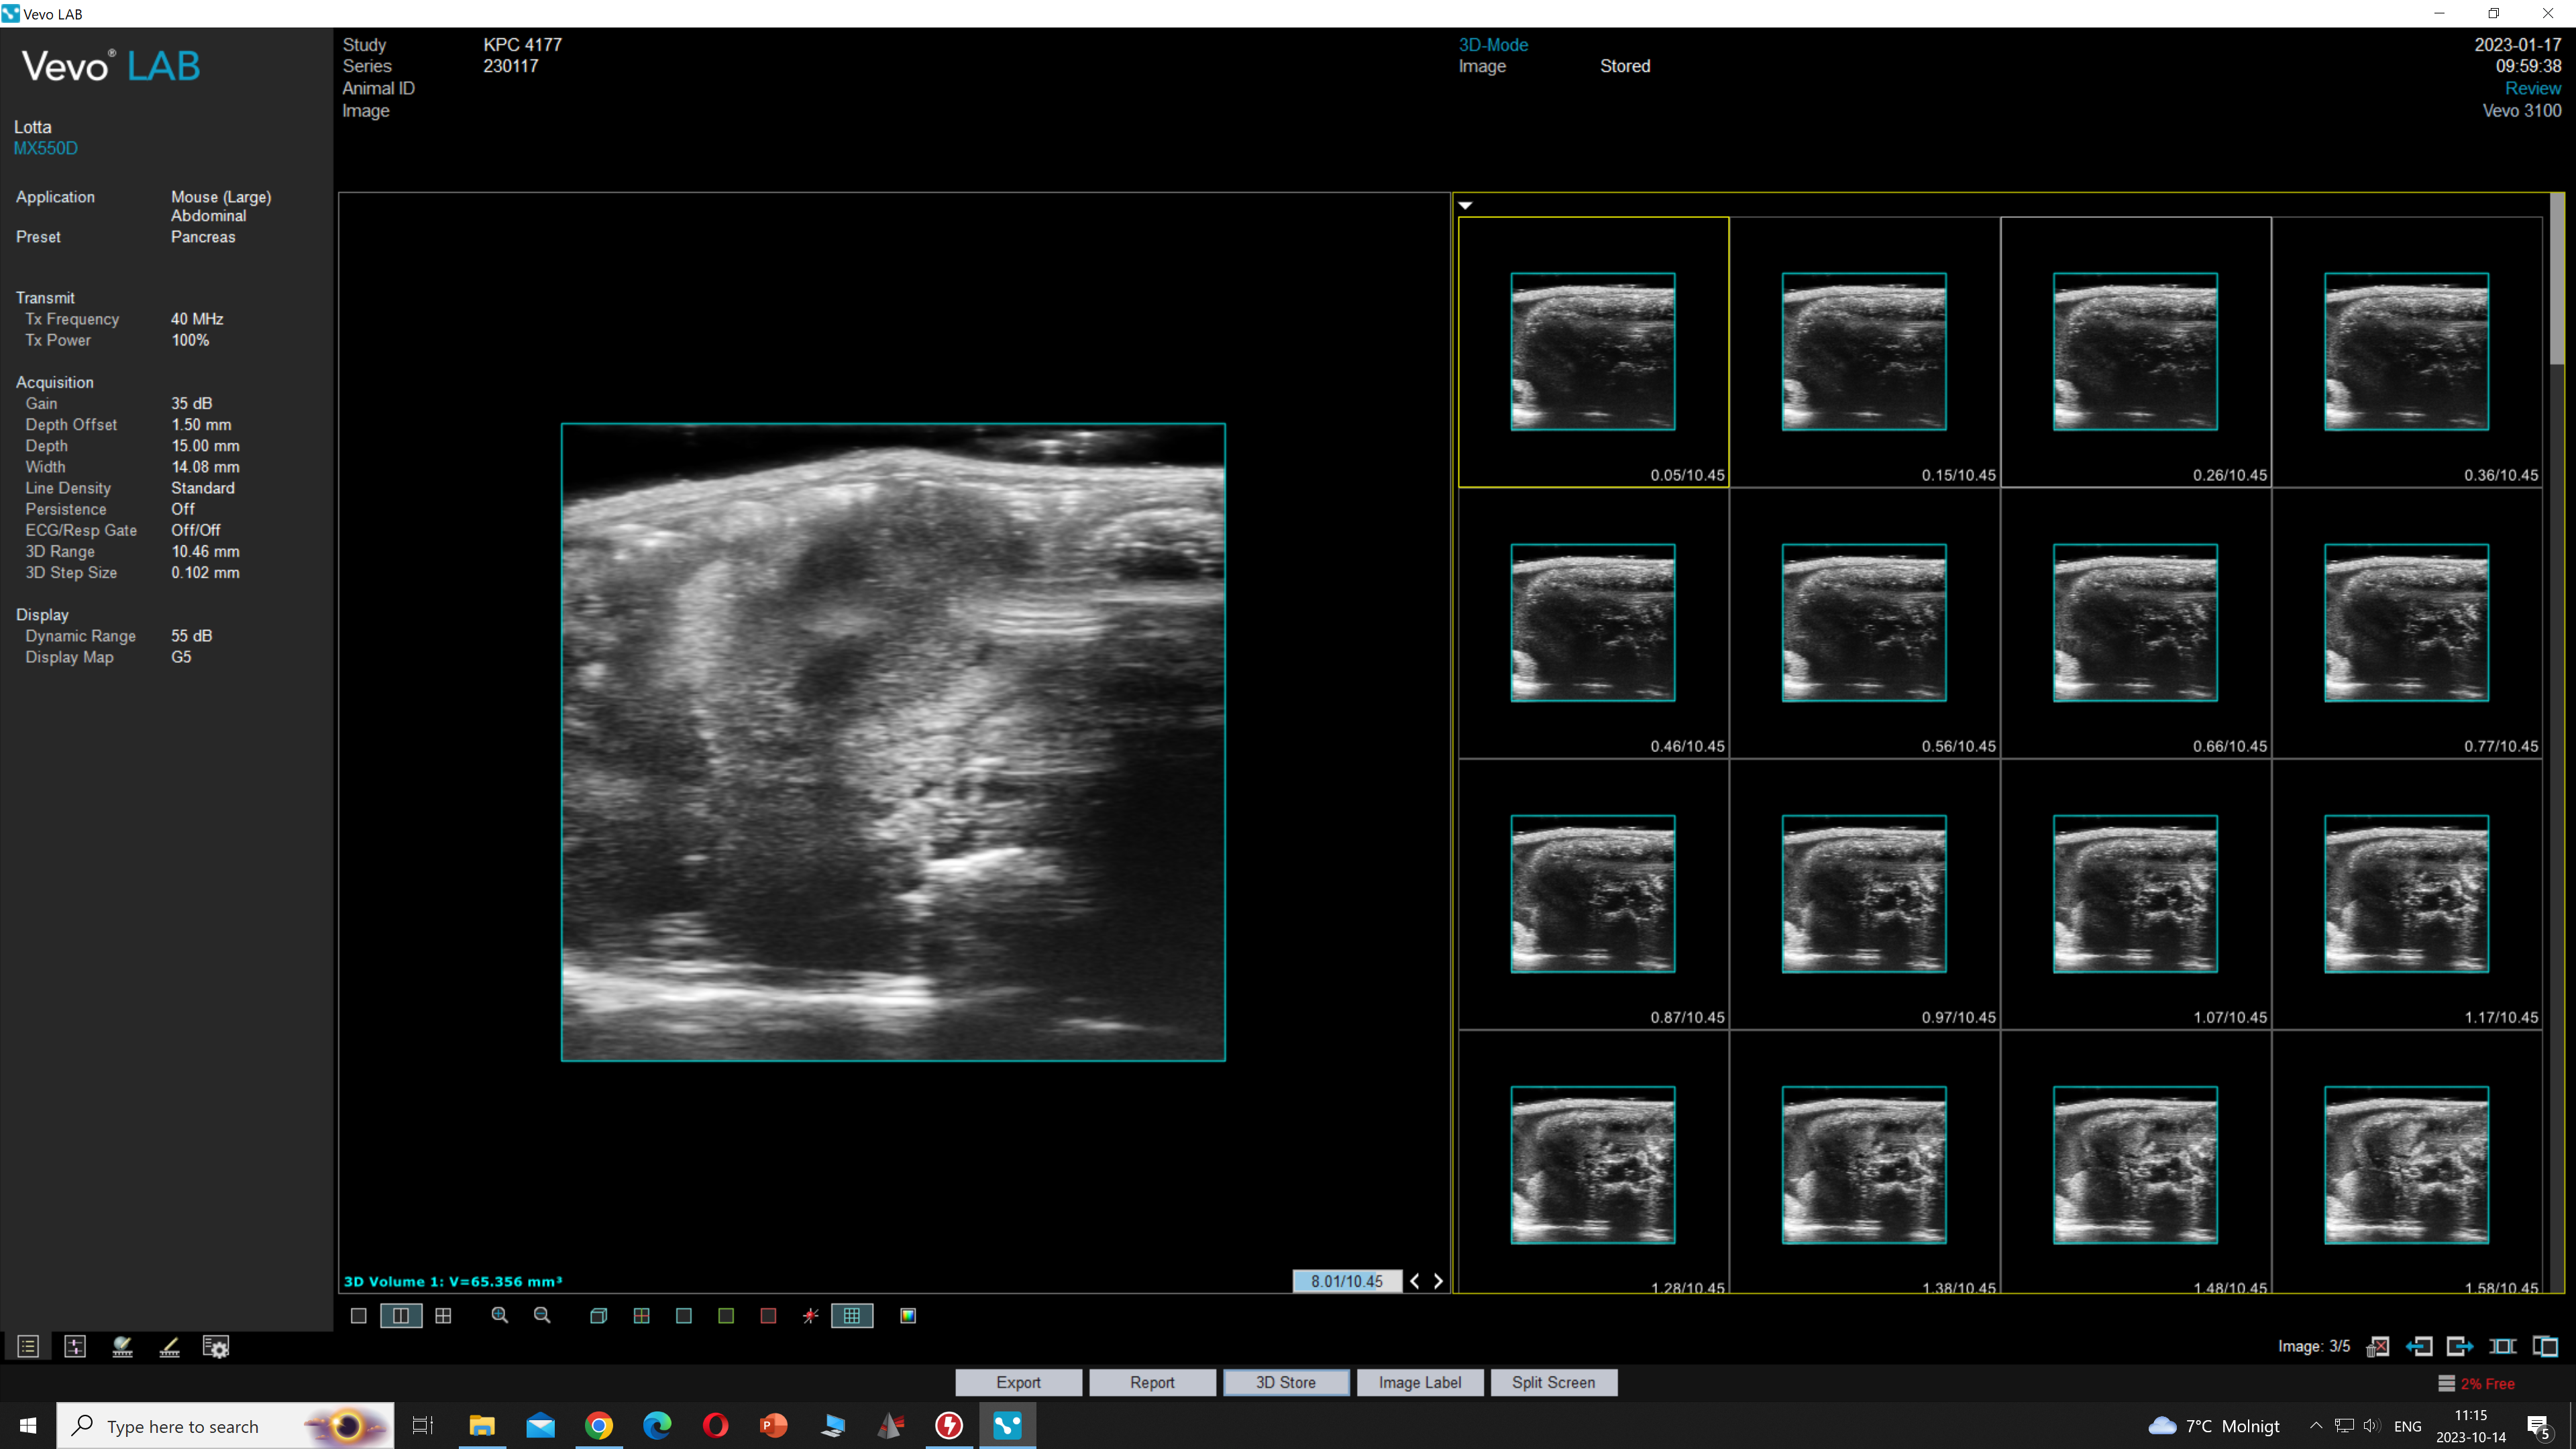 Vevo LAB
Vevo® LAB
Lotta
MX550D
Application Mouse (Large)
Abdominal
Preset Pancreas
Transmit
Tx Frequency 40 MHz
Tx Power 100%
Acquisition
Gain 35 dB
Depth Offset 1.50 mm
Depth 15.00 mm
Width 14.08 mm
Line Density Standard
Persistence Off
ECG/Resp Gate Off/Off
3D Range 10.46 mm
3D Step Size 0.102 mm
Display
Dynamic Range 55 dB
Display Map G5
Study KPC 4177
Series 230117
Animal ID
Image
3D-Mode
Image Stored
2023-01-17
09:59:38
Review
Vevo 3100
0.05/10.45 0.15/10.45 0.26/10.45 0.36/10.45
0.46/10.45 0.56/10.45 0.66/10.45 0.77/10.45
0.87/10.45 0.97/10.45 1.07/10.45 1.17/10.45
1.28/10.45 1.38/10.45 1.48/10.45 1.58/10.45
3D Volume 1: V=65.356 mm³
8.01/10.45
Image: 3/5
Export Report 3D Store Image Label Split Screen
2% Free
Type here to search
7°C Molnigt
ENG
11:15
2023-10-14
5